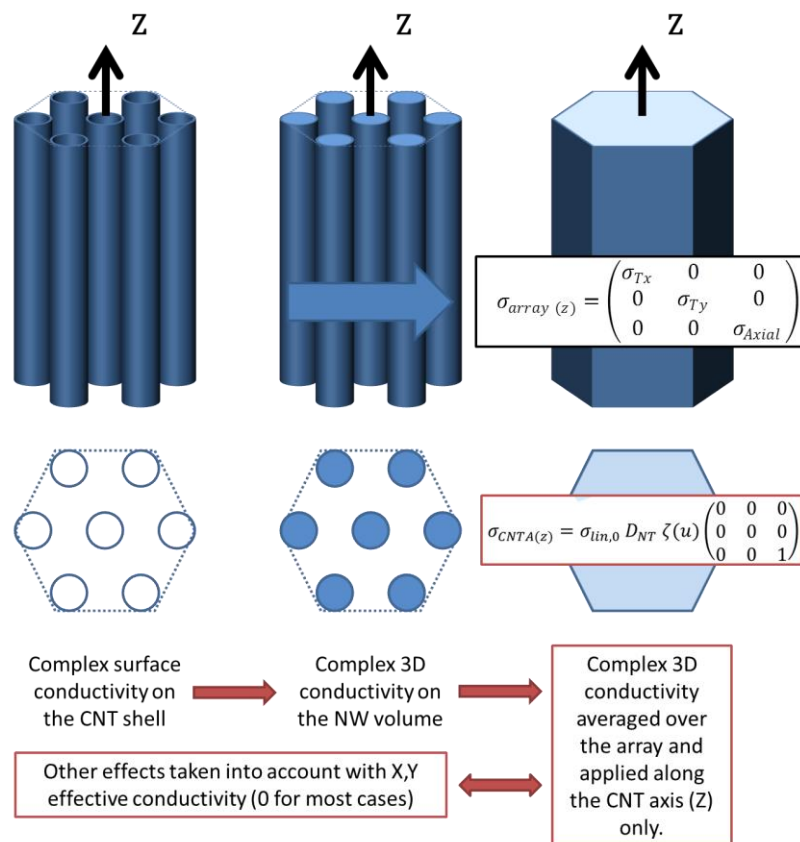 Z
Z
Z
σ_array (z) = (σ_Tx 0 0
0 σ_Ty 0
0 0 σ_Axial)
σ_CNTA(z) = σ_lin,0 D_NT ζ(u) (0 0 0
0 0 0
0 0 1)
Complex surface
conductivity on
the CNT shell
Complex 3D
conductivity on
the NW volume
Complex 3D
conductivity
averaged over
the array and
applied along
the CNT axis (Z)
only.
Other effects taken into account with X,Y
effective conductivity (0 for most cases)